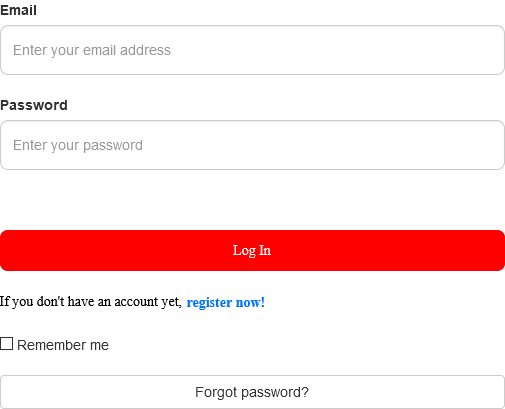 Email
Enter your email address
Password
Enter your password
Log In
If you don't have an account yet, register now!
Remember me
Forgot password?